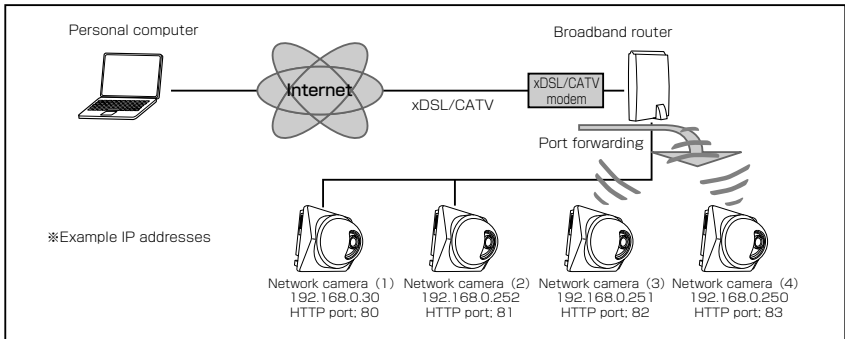 Personal computer
Broadband router
Internet
xDSL/CATV
modem
xDSL/CATV
Port forwarding
※Example IP addresses
Network camera（1）
192.168.0.30
HTTP port; 80
Network camera（2）
192.168.0.252
HTTP port; 81
Network camera（3）
192.168.0.251
HTTP port; 82
Network camera（4）
192.168.0.250
HTTP port; 83